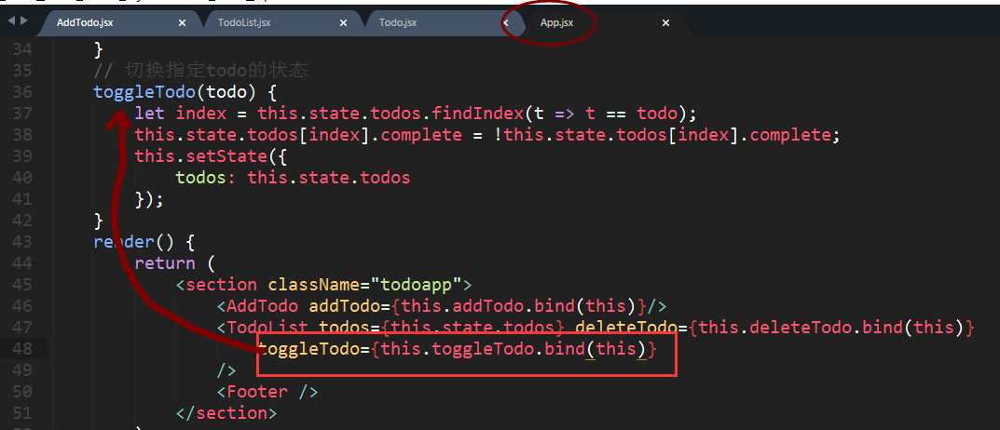 AddTodo.jsx × TodoList.jsx × Todo.jsx × App.jsx ×
34 }
35 // 切换指定todo的状态
36 toggleTodo(todo) {
37 let index = this.state.todos.findIndex(t => t == todo);
38 this.state.todos[index].complete = !this.state.todos[index].complete;
39 this.setState({
40 todos: this.state.todos
41 });
42 }
43 render() {
44 return (
45 <section className="todoapp">
46 <AddTodo addTodo={this.addTodo.bind(this)}/>
47 <TodoList todos={this.state.todos} deleteTodo={this.deleteTodo.bind(this)}
48 toggleTodo={this.toggleTodo.bind(this)}
49 />
50 <Footer />
51 </section>